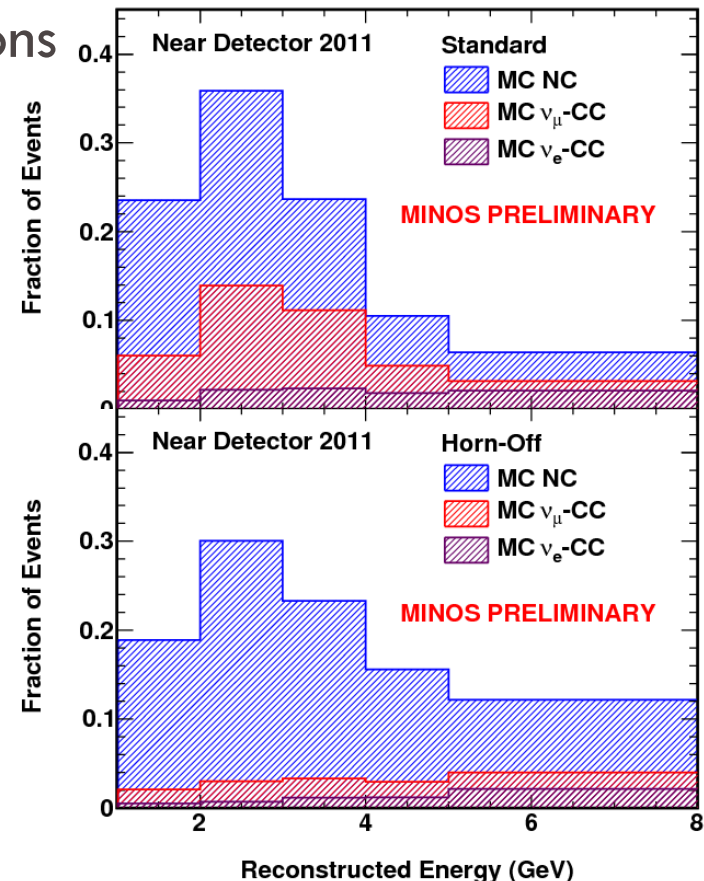 ons
Near Detector 2011
Standard
MC NC
MC νμ-CC
MC νe-CC
MINOS PRELIMINARY
Fraction of Events
0.4
0.3
0.2
0.1
0
Near Detector 2011
Horn-Off
MC NC
MC νμ-CC
MC νe-CC
MINOS PRELIMINARY
Fraction of Events
0.4
0.3
0.2
0.1
0
2 4 6 8
Reconstructed Energy (GeV)